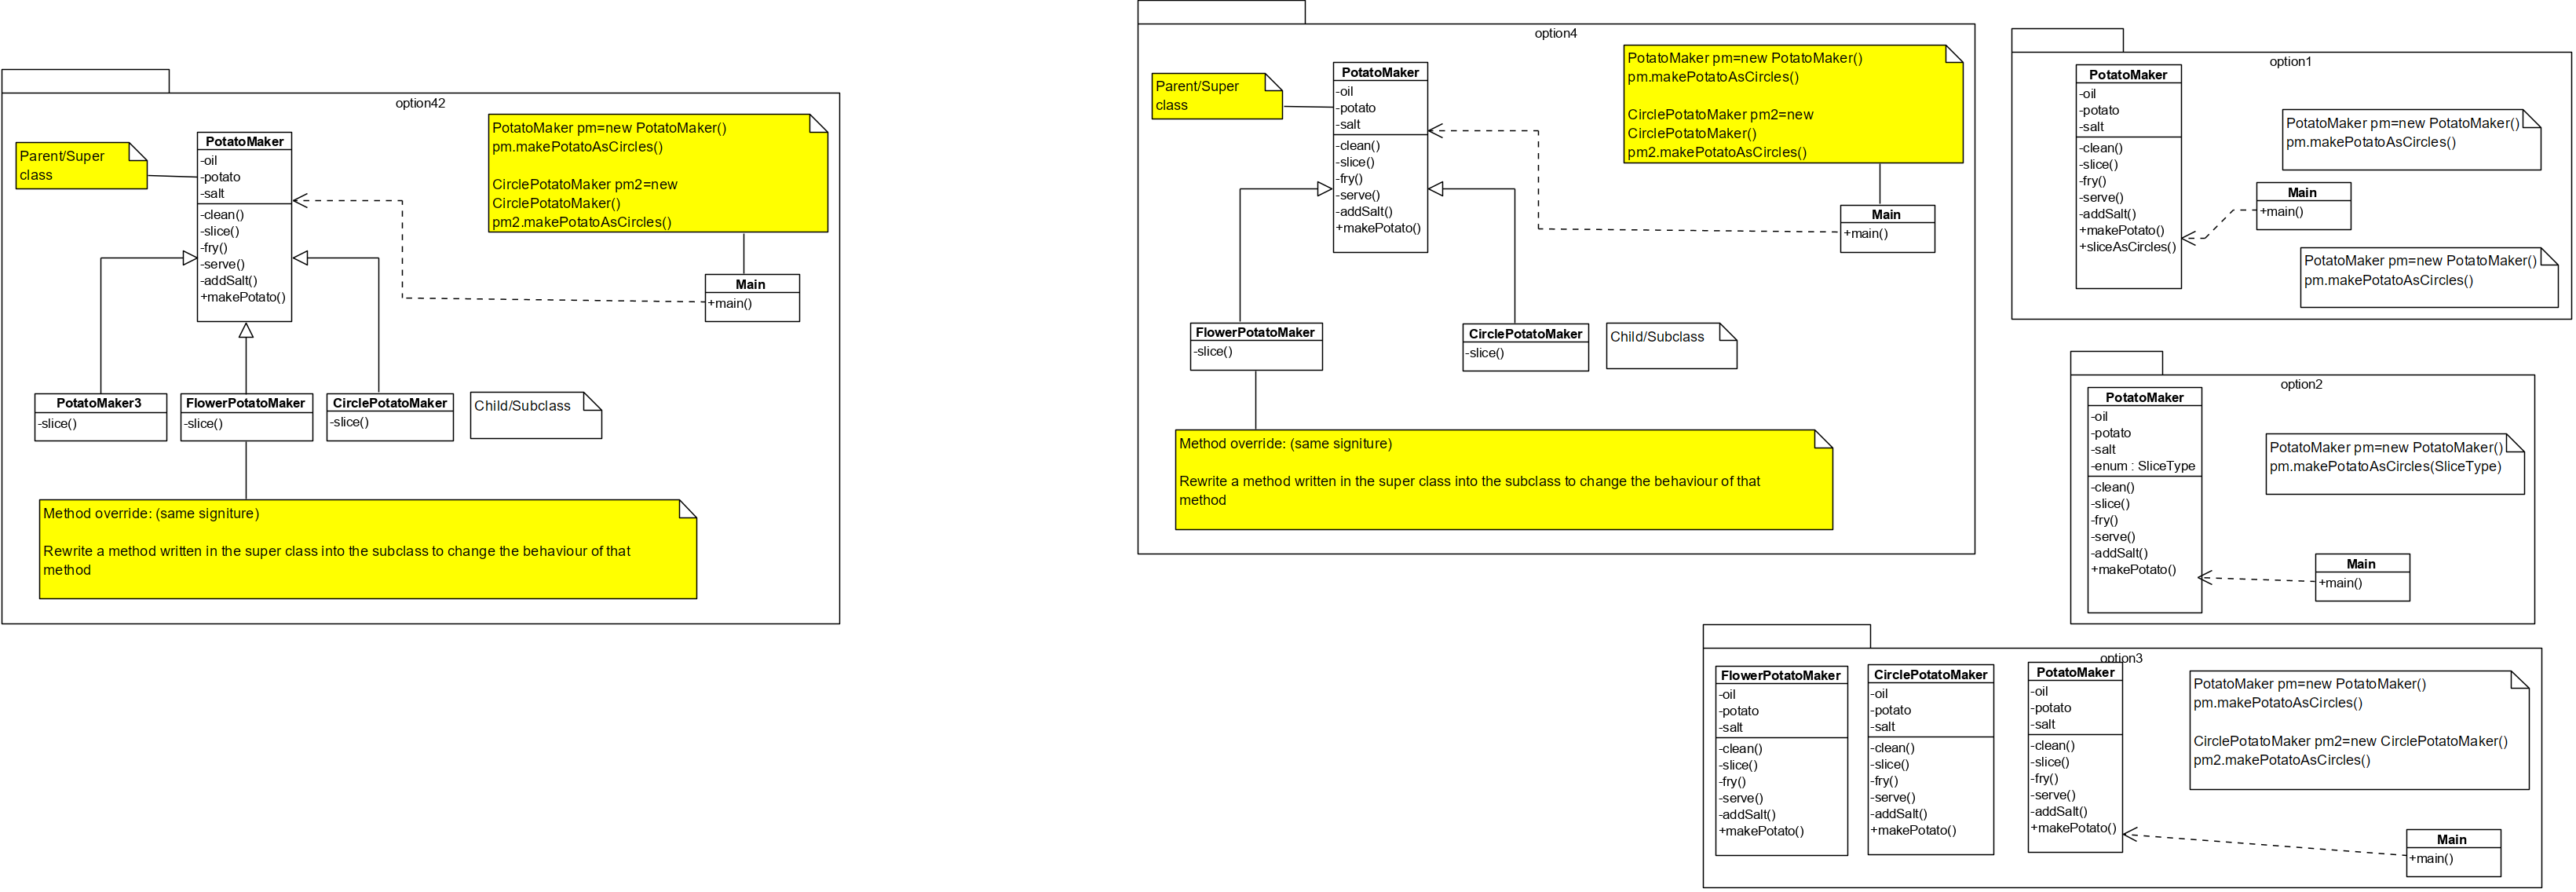 option42
Parent/Super
class
PotatoMaker
-oil
-potato
-salt
-clean()
-slice()
-fry()
-serve()
-addSalt()
+makePotato()
PotatoMaker pm=new PotatoMaker()
pm.makePotatoAsCircles()
CirclePotatoMaker pm2=new
CirclePotatoMaker()
pm2.makePotatoAsCircles()
Main
+main()
PotatoMaker3
-slice()
FlowerPotatoMaker
-slice()
CirclePotatoMaker
-slice()
Child/Subclass
Method override: (same signiture)
Rewrite a method written in the super class into the subclass to change the behaviour of that
method
option4
Parent/Super
class
PotatoMaker
-oil
-potato
-salt
-clean()
-slice()
-fry()
-serve()
-addSalt()
+makePotato()
PotatoMaker pm=new PotatoMaker()
pm.makePotatoAsCircles()
CirclePotatoMaker pm2=new
CirclePotatoMaker()
pm2.makePotatoAsCircles()
Main
+main()
FlowerPotatoMaker
-slice()
CirclePotatoMaker
-slice()
Child/Subclass
Method override: (same signiture)
Rewrite a method written in the super class into the subclass to change the behaviour of that
method
option1
PotatoMaker
-oil
-potato
-salt
-clean()
-slice()
-fry()
-serve()
-addSalt()
+makePotato()
+sliceAsCircles()
PotatoMaker pm=new PotatoMaker()
pm.makePotatoAsCircles()
Main
+main()
PotatoMaker pm=new PotatoMaker()
pm.makePotatoAsCircles()
option2
PotatoMaker
-oil
-potato
-salt
-enum : SliceType
-clean()
-slice()
-fry()
-serve()
-addSalt()
+makePotato()
PotatoMaker pm=new PotatoMaker()
pm.makePotatoAsCircles(SliceType)
Main
+main()
option3
FlowerPotatoMaker
-oil
-potato
-salt
-clean()
-slice()
-fry()
-serve()
-addSalt()
+makePotato()
CirclePotatoMaker
-oil
-potato
-salt
-clean()
-slice()
-fry()
-serve()
-addSalt()
+makePotato()
PotatoMaker
-oil
-potato
-salt
-clean()
-slice()
-fry()
-serve()
-addSalt()
+makePotato()
PotatoMaker pm=new PotatoMaker()
pm.makePotatoAsCircles()
CirclePotatoMaker pm2=new CirclePotatoMaker()
pm2.makePotatoAsCircles()
Main
+main()